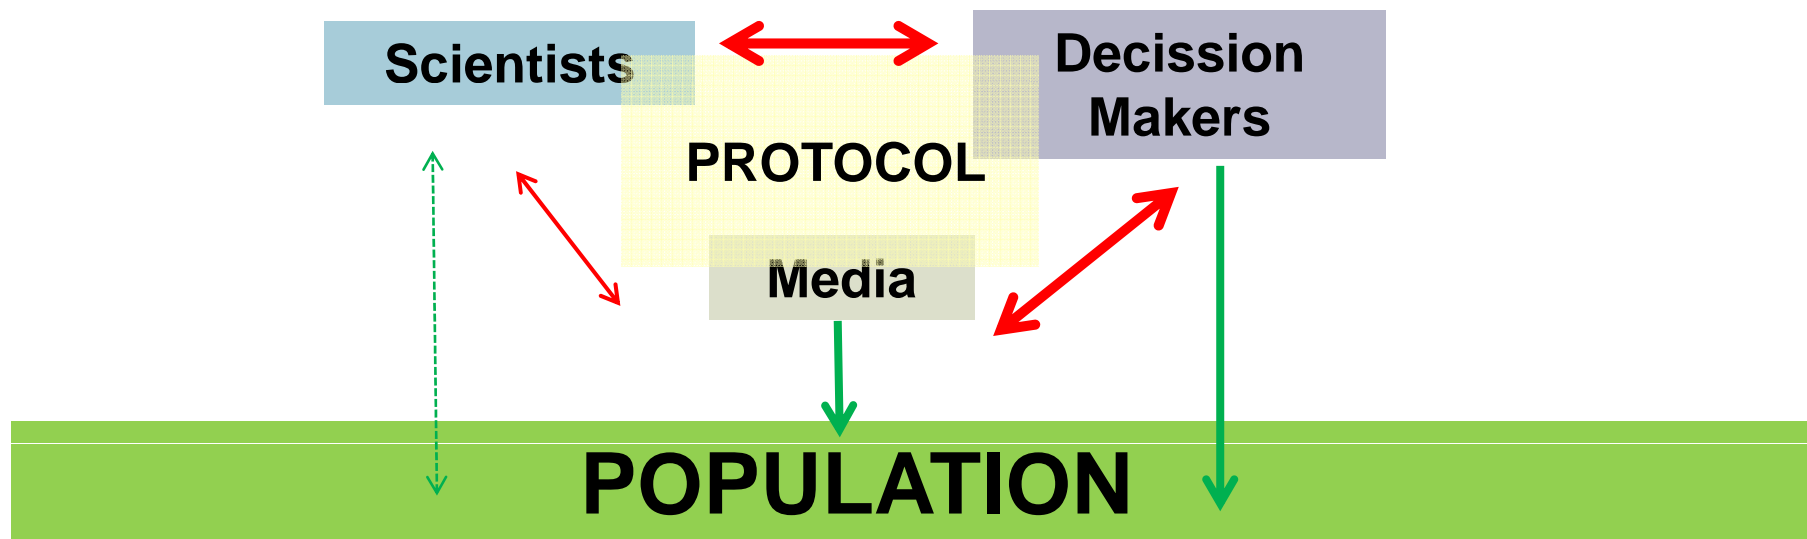 Scientists
Decission
Makers
PROTOCOL
Media
POPULATION